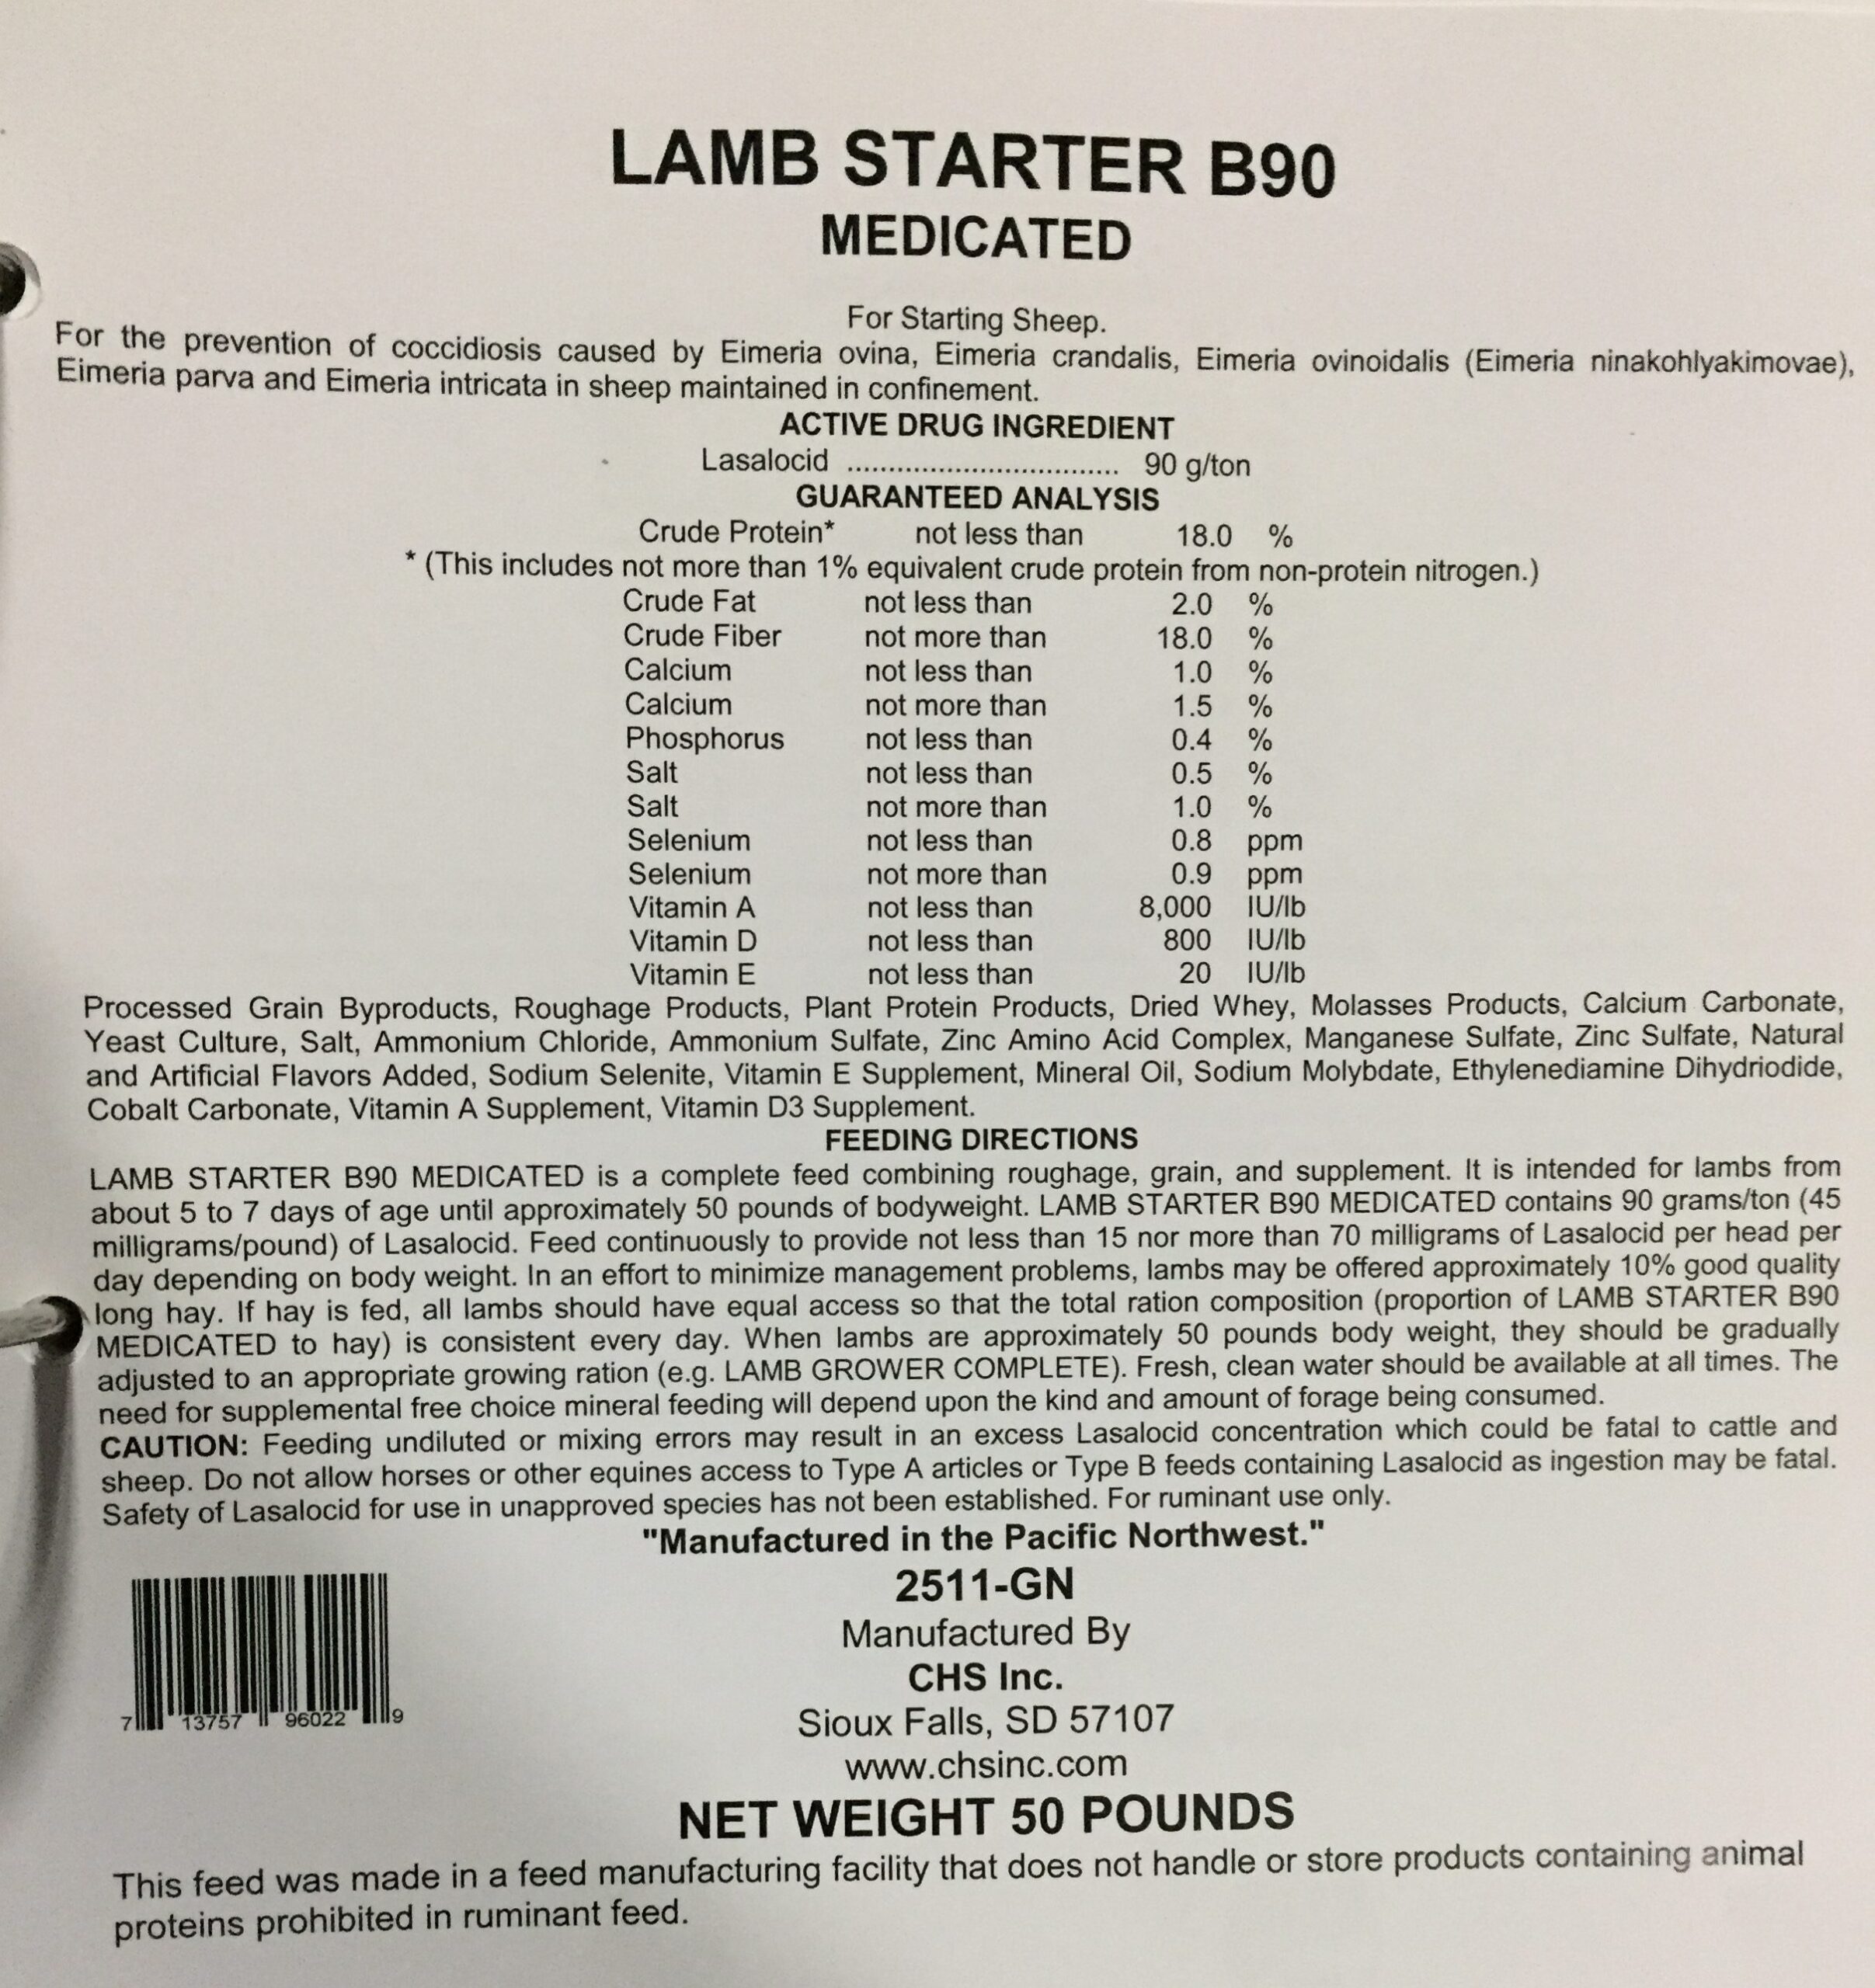 LAMB STARTER B90
MEDICATED
For Starting Sheep.
For the prevention of coccidiosis caused by Eimeria ovina, Eimeria crandalis, Eimeria ovinoidalis (Eimeria ninakohlyakimovae),
Eimeria parva and Eimeria intricata in sheep maintained in confinement.
ACTIVE DRUG INGREDIENT
Lasalocid ................................. 90 g/ton
GUARANTEED ANALYSIS
Crude Protein* not less than 18.0 %
* (This includes not more than 1% equivalent crude protein from non-protein nitrogen.)
Crude Fat not less than 2.0 %
Crude Fiber not more than 18.0 %
Calcium not less than 1.0 %
Calcium not more than 1.5 %
Phosphorus not less than 0.4 %
Salt not less than 0.5 %
Salt not more than 1.0 %
Selenium not less than 0.8 ppm
Selenium not more than 0.9 ppm
Vitamin A not less than 8,000 IU/lb
Vitamin D not less than 800 IU/lb
Vitamin E not less than 20 IU/lb
Processed Grain Byproducts, Roughage Products, Plant Protein Products, Dried Whey, Molasses Products, Calcium Carbonate,
Yeast Culture, Salt, Ammonium Chloride, Ammonium Sulfate, Zinc Amino Acid Complex, Manganese Sulfate, Zinc Sulfate, Natural
and Artificial Flavors Added, Sodium Selenite, Vitamin E Supplement, Mineral Oil, Sodium Molybdate, Ethylenediamine Dihydriodide,
Cobalt Carbonate, Vitamin A Supplement, Vitamin D3 Supplement.
FEEDING DIRECTIONS
LAMB STARTER B90 MEDICATED is a complete feed combining roughage, grain, and supplement. It is intended for lambs from
about 5 to 7 days of age until approximately 50 pounds of bodyweight. LAMB STARTER B90 MEDICATED contains 90 grams/ton (45
milligrams/pound) of Lasalocid. Feed continuously to provide not less than 15 nor more than 70 milligrams of Lasalocid per head per
day depending on body weight. In an effort to minimize management problems, lambs may be offered approximately 10% good quality
long hay. If hay is fed, all lambs should have equal access so that the total ration composition (proportion of LAMB STARTER B90
MEDICATED to hay) is consistent every day. When lambs are approximately 50 pounds body weight, they should be gradually
adjusted to an appropriate growing ration (e.g. LAMB GROWER COMPLETE). Fresh, clean water should be available at all times. The
need for supplemental free choice mineral feeding will depend upon the kind and amount of forage being consumed.
CAUTION: Feeding undiluted or mixing errors may result in an excess Lasalocid concentration which could be fatal to cattle and
sheep. Do not allow horses or other equines access to Type A articles or Type B feeds containing Lasalocid as ingestion may be fatal.
Safety of Lasalocid for use in unapproved species has not been established. For ruminant use only.
"Manufactured in the Pacific Northwest."
2511-GN
Manufactured By
CHS Inc.
Sioux Falls, SD 57107
www.chsinc.com
7 13757 96022 9
NET WEIGHT 50 POUNDS
This feed was made in a feed manufacturing facility that does not handle or store products containing animal
proteins prohibited in ruminant feed.